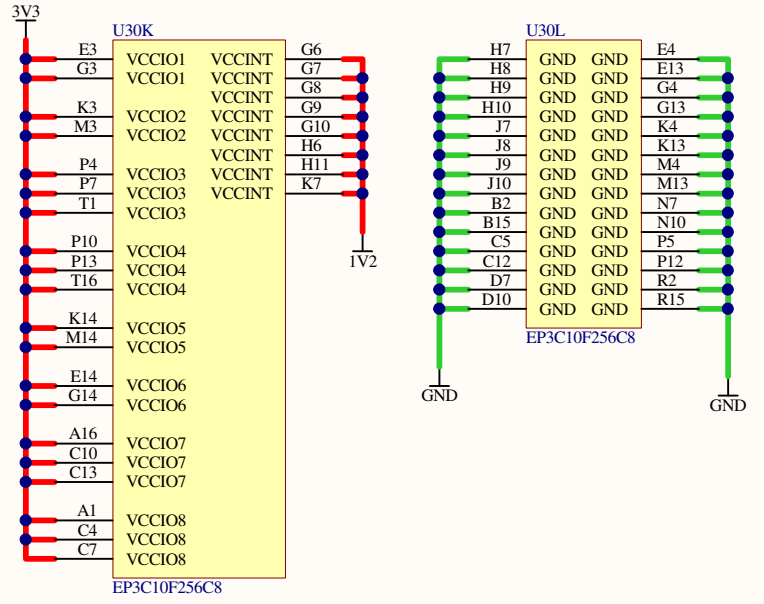 3V3
U30K
E3 VCCIO1 VCCINT G6
G3 VCCIO1 VCCINT G7
VCCINT G8
K3 VCCIO2 VCCINT G9
M3 VCCIO2 VCCINT G10
VCCINT H6
P4 VCCIO3 VCCINT H11
P7 VCCIO3 VCCINT K7
T1 VCCIO3
P10 VCCIO4
1V2
P13 VCCIO4
T16 VCCIO4
K14 VCCIO5
M14 VCCIO5
E14 VCCIO6
G14 VCCIO6
A16 VCCIO7
C10 VCCIO7
C13 VCCIO7
A1 VCCIO8
C4 VCCIO8
C7 VCCIO8
EP3C10F256C8
U30L
H7 GND GND E4
H8 GND GND E13
H9 GND GND G4
H10 GND GND G13
J7 GND GND K4
J8 GND GND K13
J9 GND GND M4
J10 GND GND M13
B2 GND GND N7
B15 GND GND N10
C5 GND GND P5
C12 GND GND P12
D7 GND GND R2
D10 GND GND R15
EP3C10F256C8
GND
GND